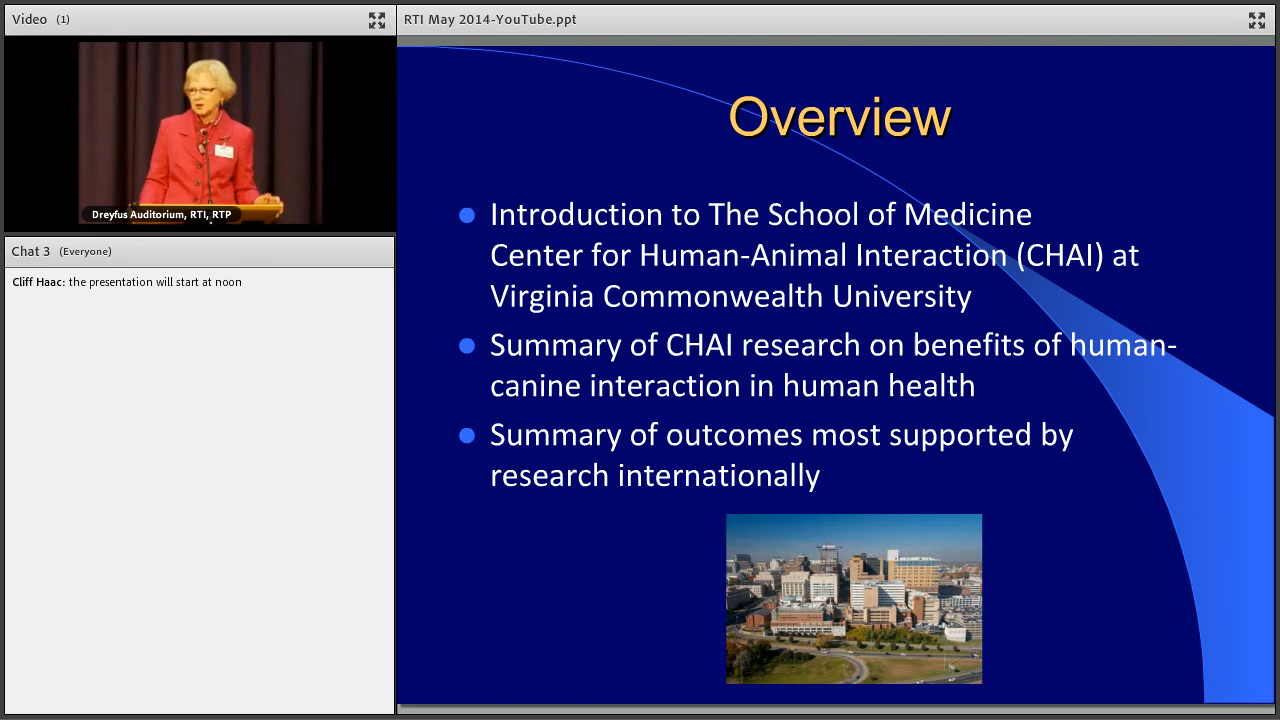 Video (1)
Dreyfus Auditorium, RTI, RTP
Chat 3 (Everyone)
Cliff Haac: the presentation will start at noon
RTI May 2014-YouTube.ppt
Overview
Introduction to The School of Medicine
Center for Human-Animal Interaction (CHAI) at
Virginia Commonwealth University
Summary of CHAI research on benefits of human-
canine interaction in human health
Summary of outcomes most supported by
research internationally